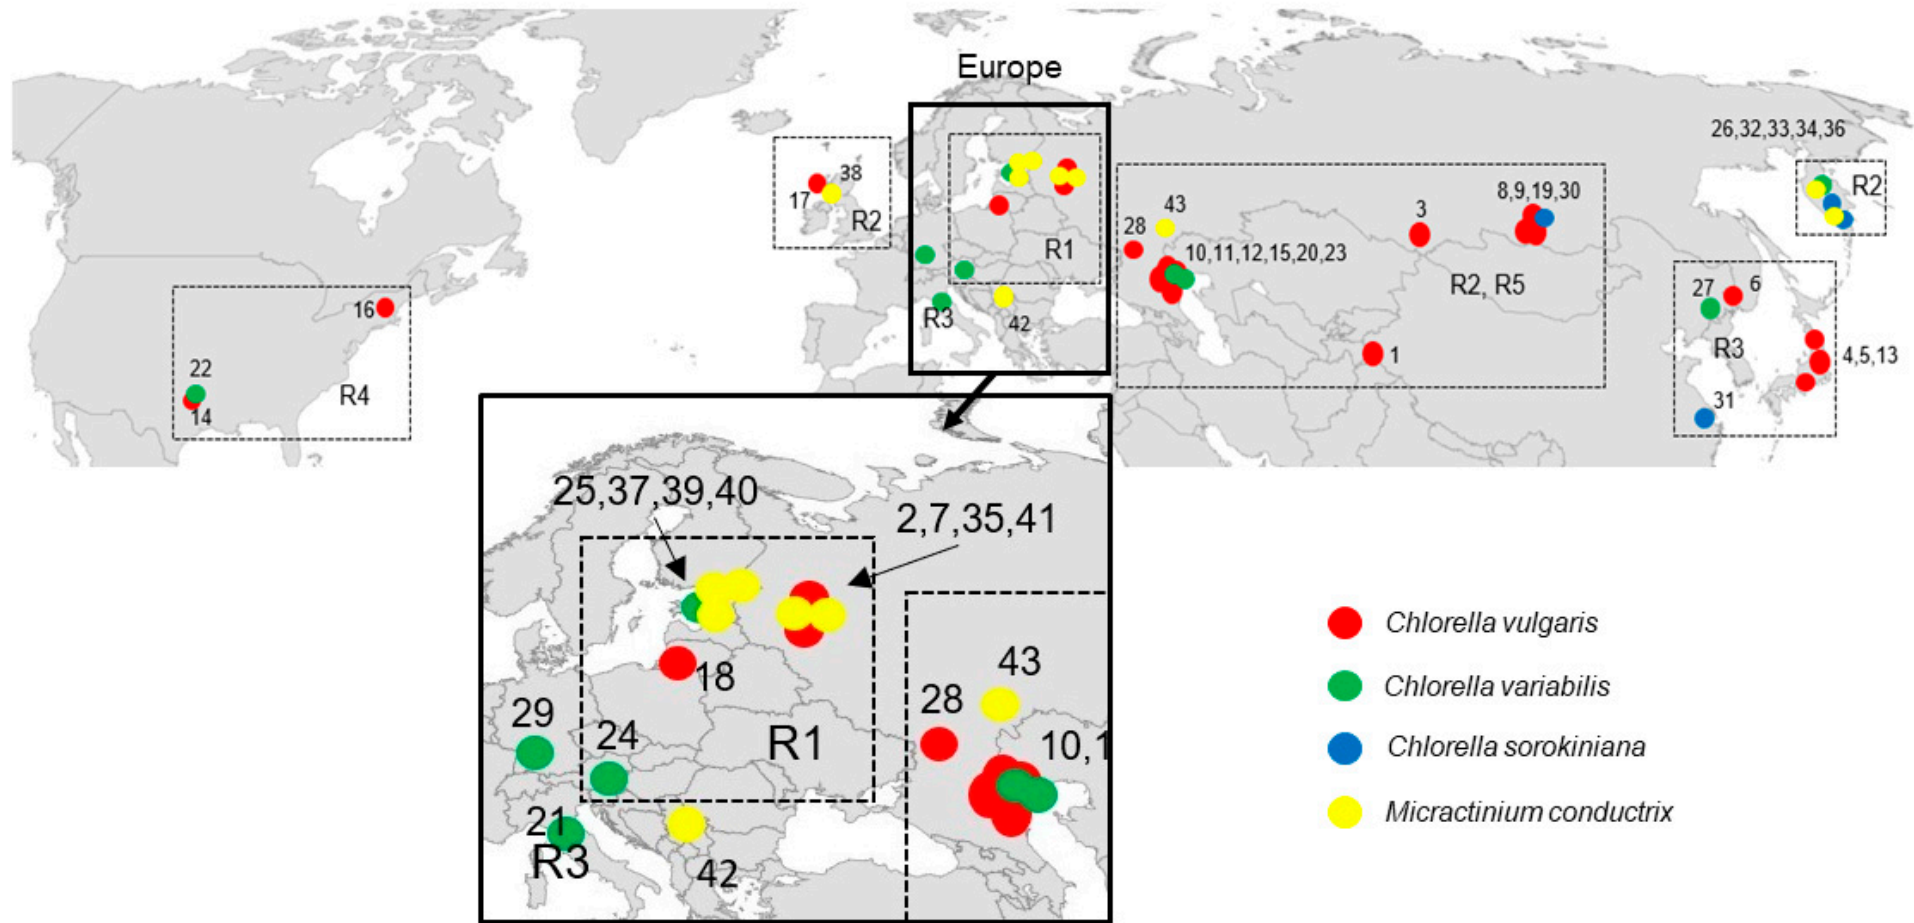 Europe
26,32,33,34,36
R2
38
17
R2
R1
R3
42
43
28
10,11,12,15,20,23
3
8,9,19,30
R2, R5
1
27
6
R3
4,5,13
31
16
22
14
R4
25,37,39,40
2,7,35,41
18
29
24
R1
21
R3
42
43
28
10,1
Chlorella vulgaris
Chlorella variabilis
Chlorella sorokiniana
Micractinium conductrix